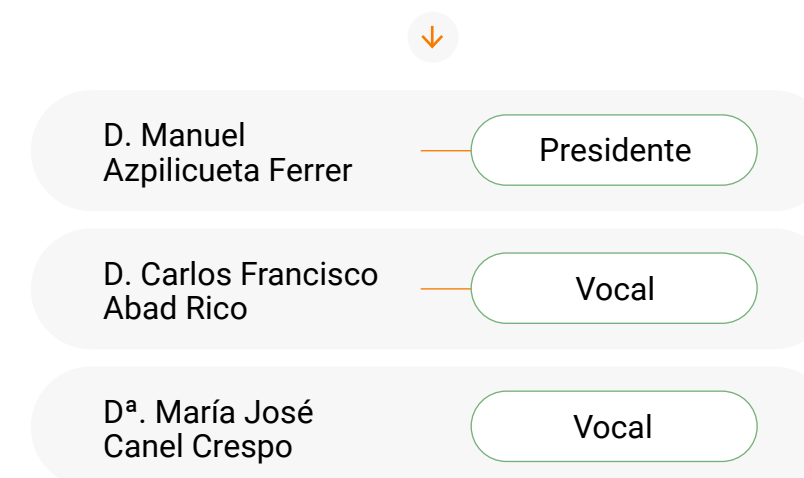 D. Manuel
Azpilicueta Ferrer
Presidente
D. Carlos Francisco
Abad Rico
Vocal
Dª. María José
Canel Crespo
Vocal